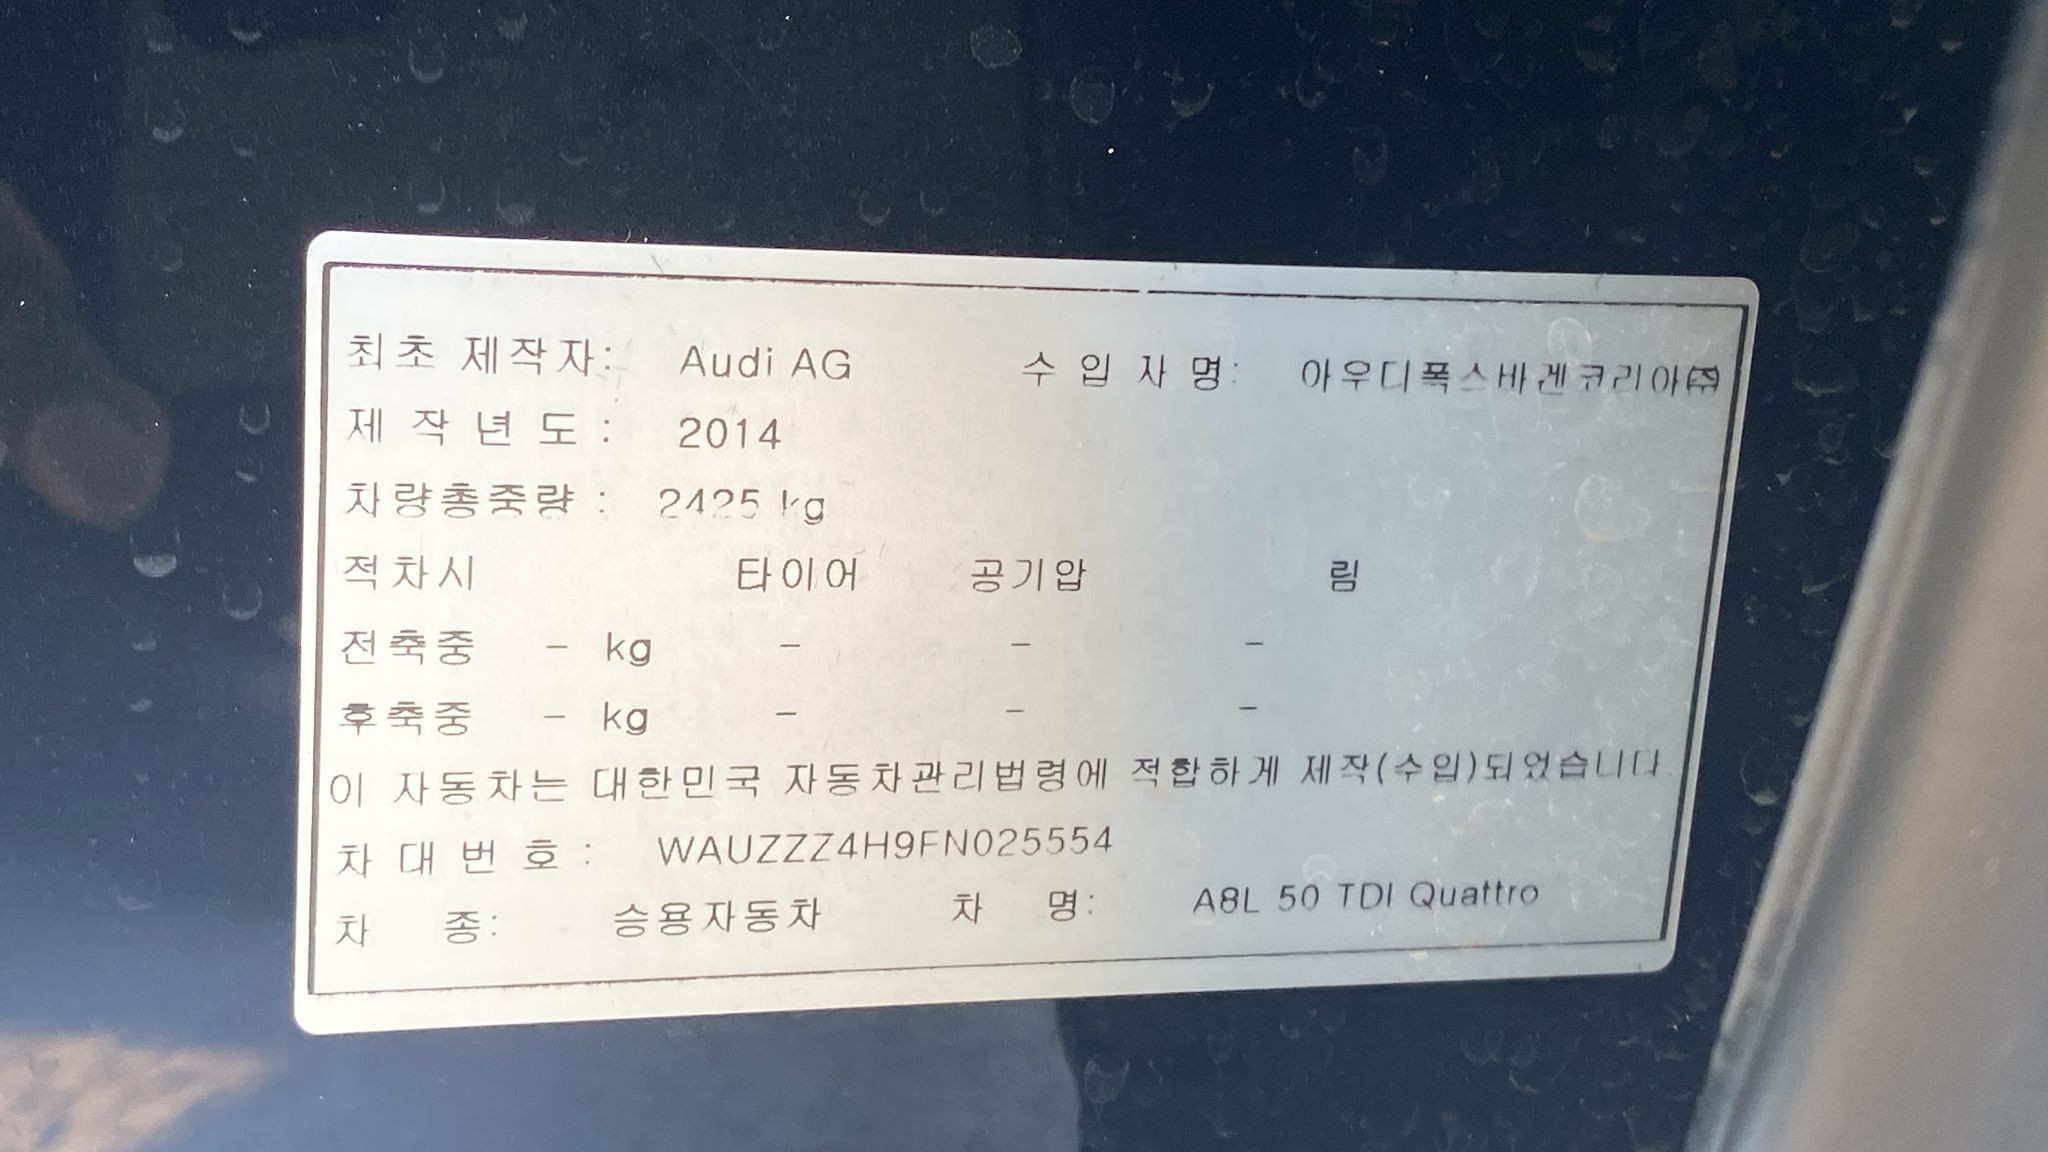 최초 제작자: Audi AG 수 입 자 명: 아우디폭스바겐코리아㈜
제 작 년 도 : 2014
차량총중량 : 2425 kg
적차시 타이어 공기압 림
전축중 - kg - - -
후축중 - kg - - -
이 자동차는 대한민국 자동차관리법령에 적합하게 제작(수입)되었습니다.
차 대 번 호 : WAUZZZ4H9FN025554
차 종: 승용자동차 차 명: A8L 50 TDI Quattro